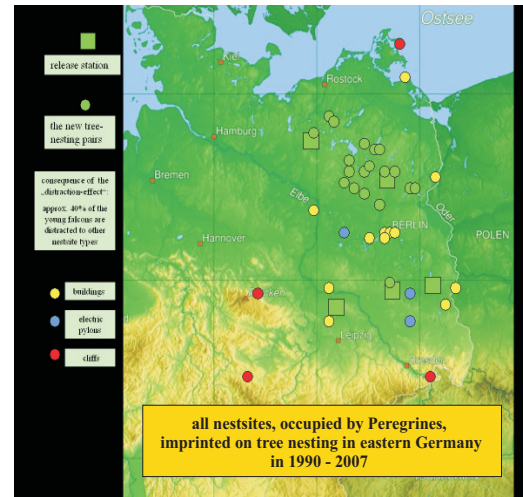 release station
the new tree-
nesting pairs
consequence of the
„distraction-effect“:
approx. 40% of the
young falcons are
distracted to other
nestsite types
buildings
electric
pylons
cliffs
Ostsee
Kiel
Rostock
Hamburg
Bremen
Elbe
Oder
BERLIN
POLEN
Hannover
Leipzig
all nestsites, occupied by Peregrines,
imprinted on tree nesting in eastern Germany
in 1990 - 2007